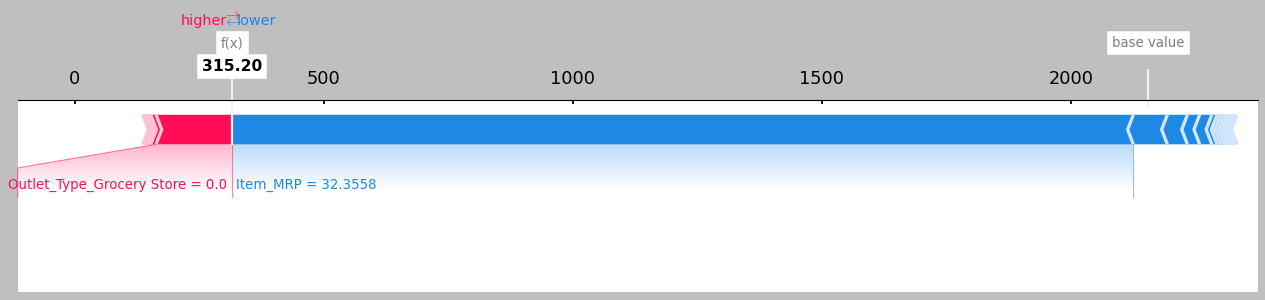 higher ⇄ lower
f(x)
base value
315.20
0 500 1000 1500 2000
Outlet_Type_Grocery Store = 0.0 Item_MRP = 32.3558